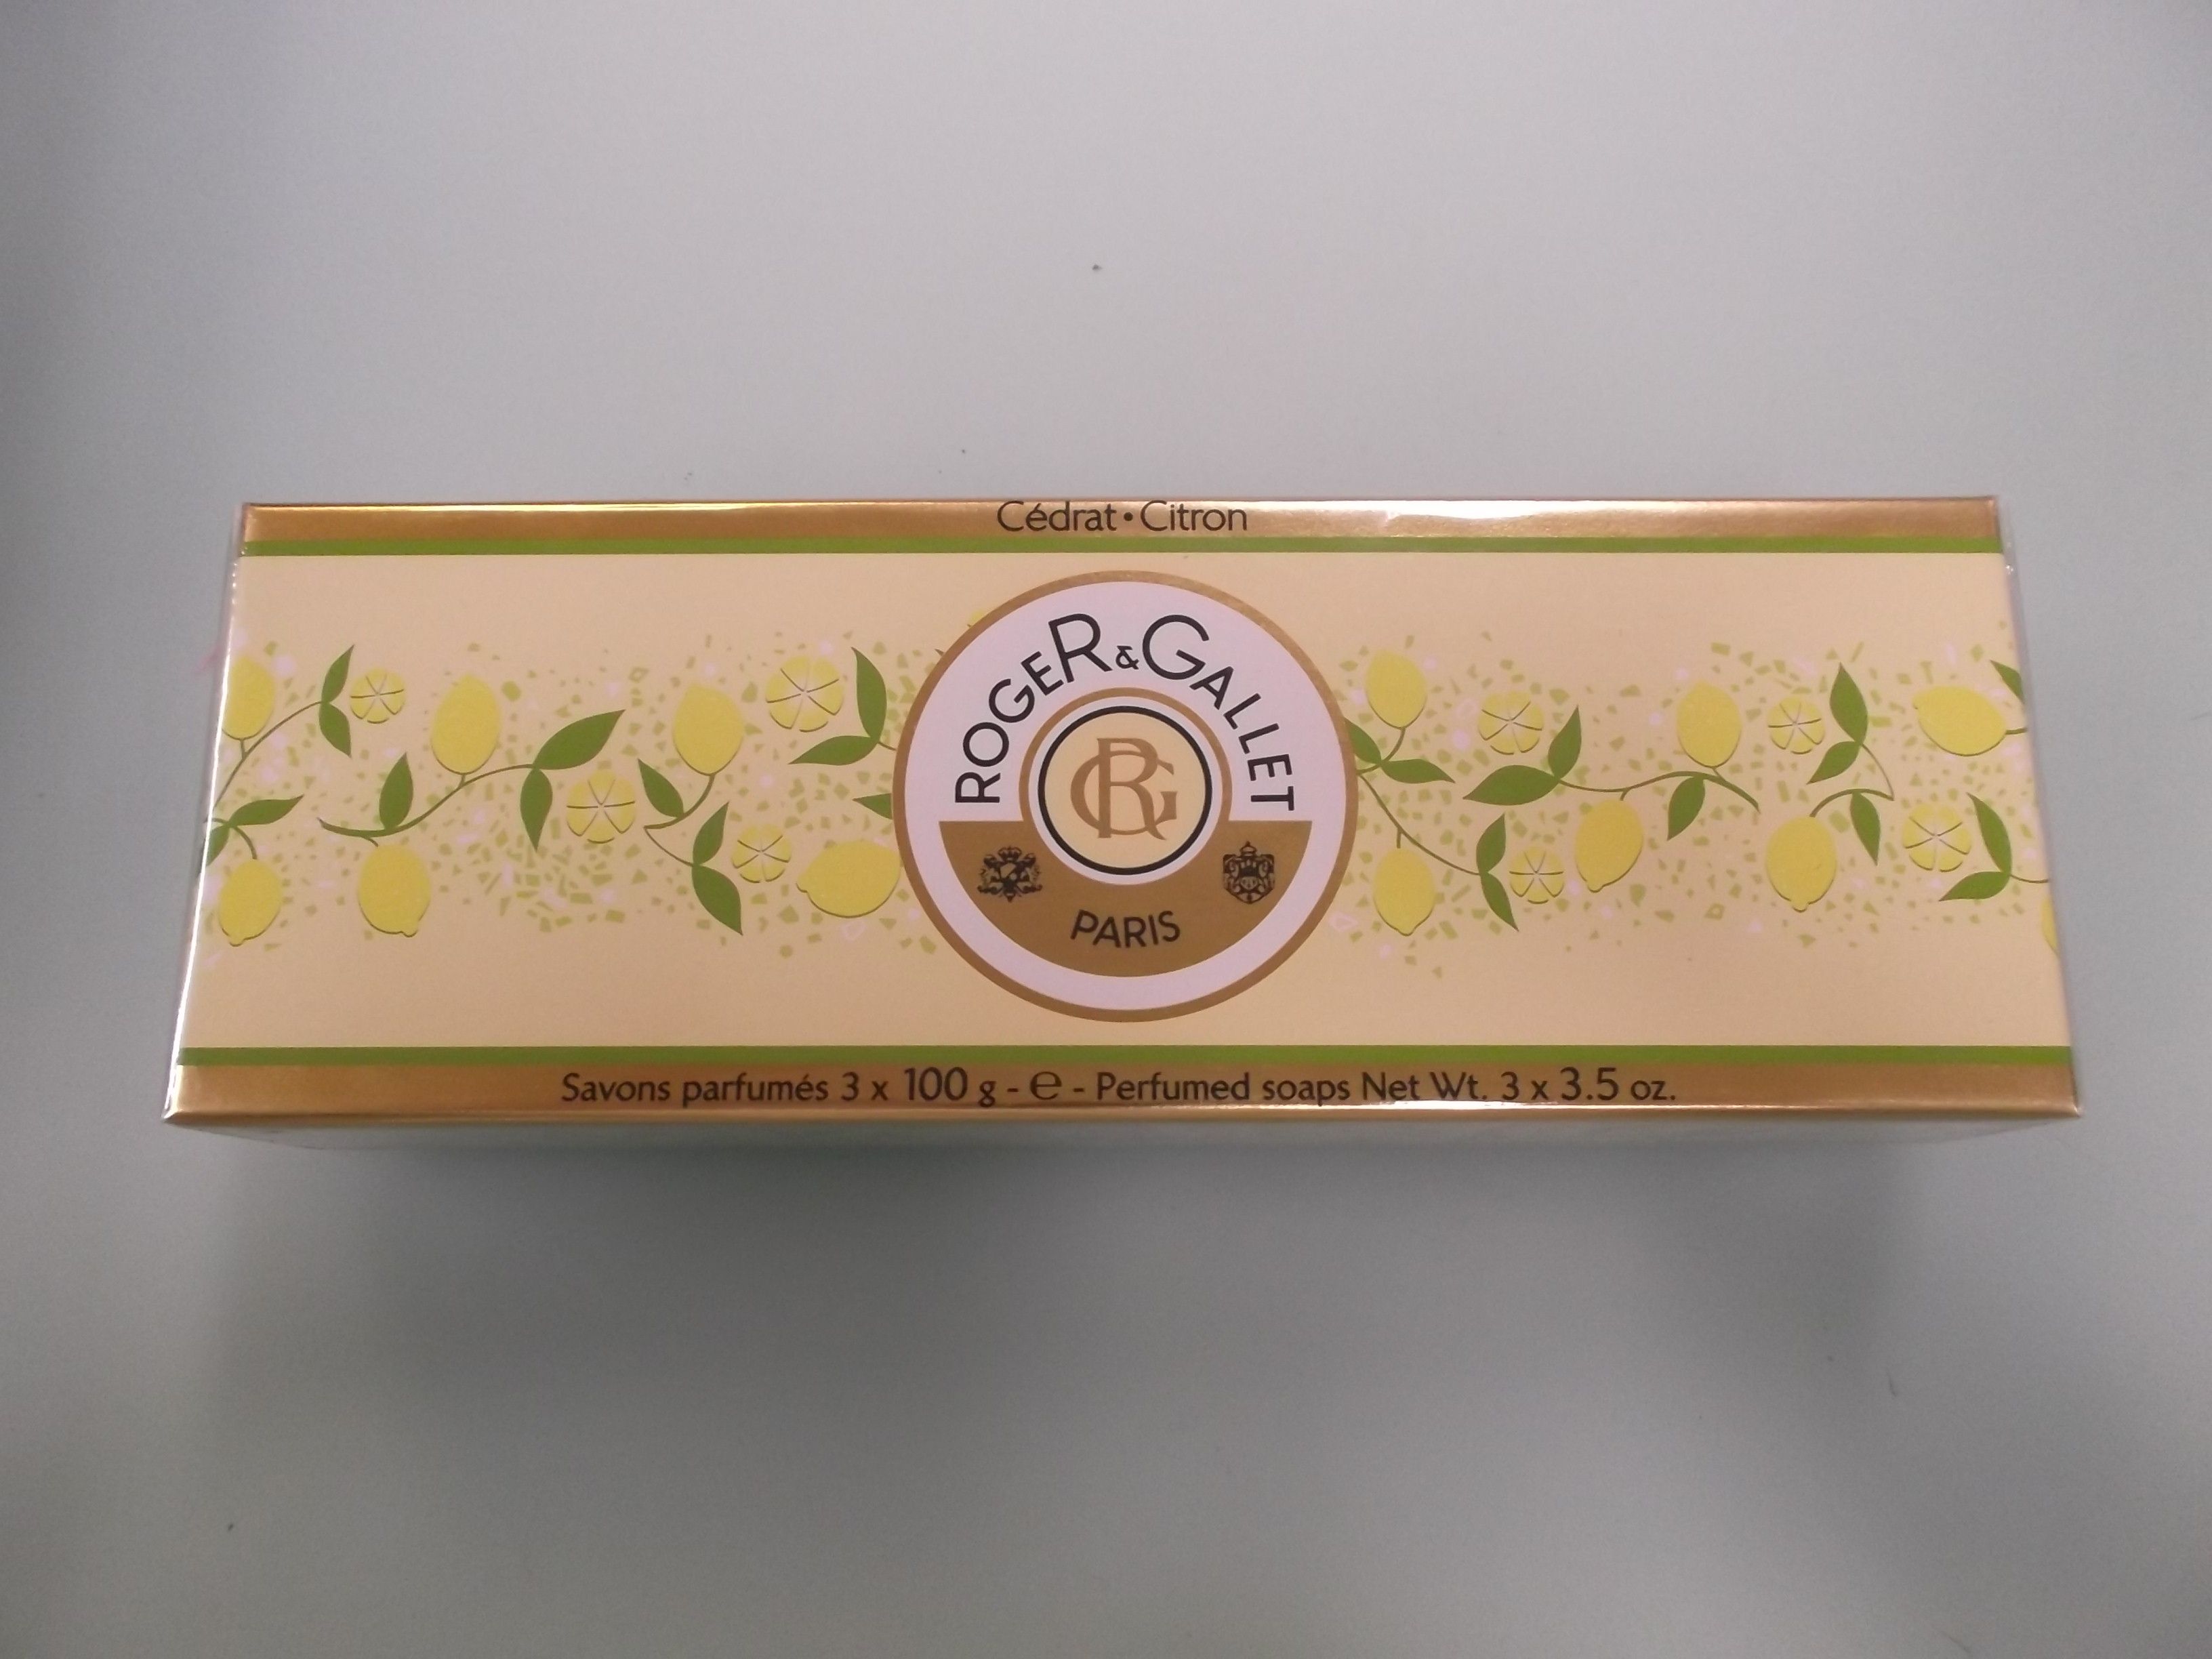 Cédrat • Citron
ROGER & GALLET
RG
PARIS
Savons parfumés 3 x 100 g - e - Perfumed soaps Net Wt. 3 x 3.5 oz.